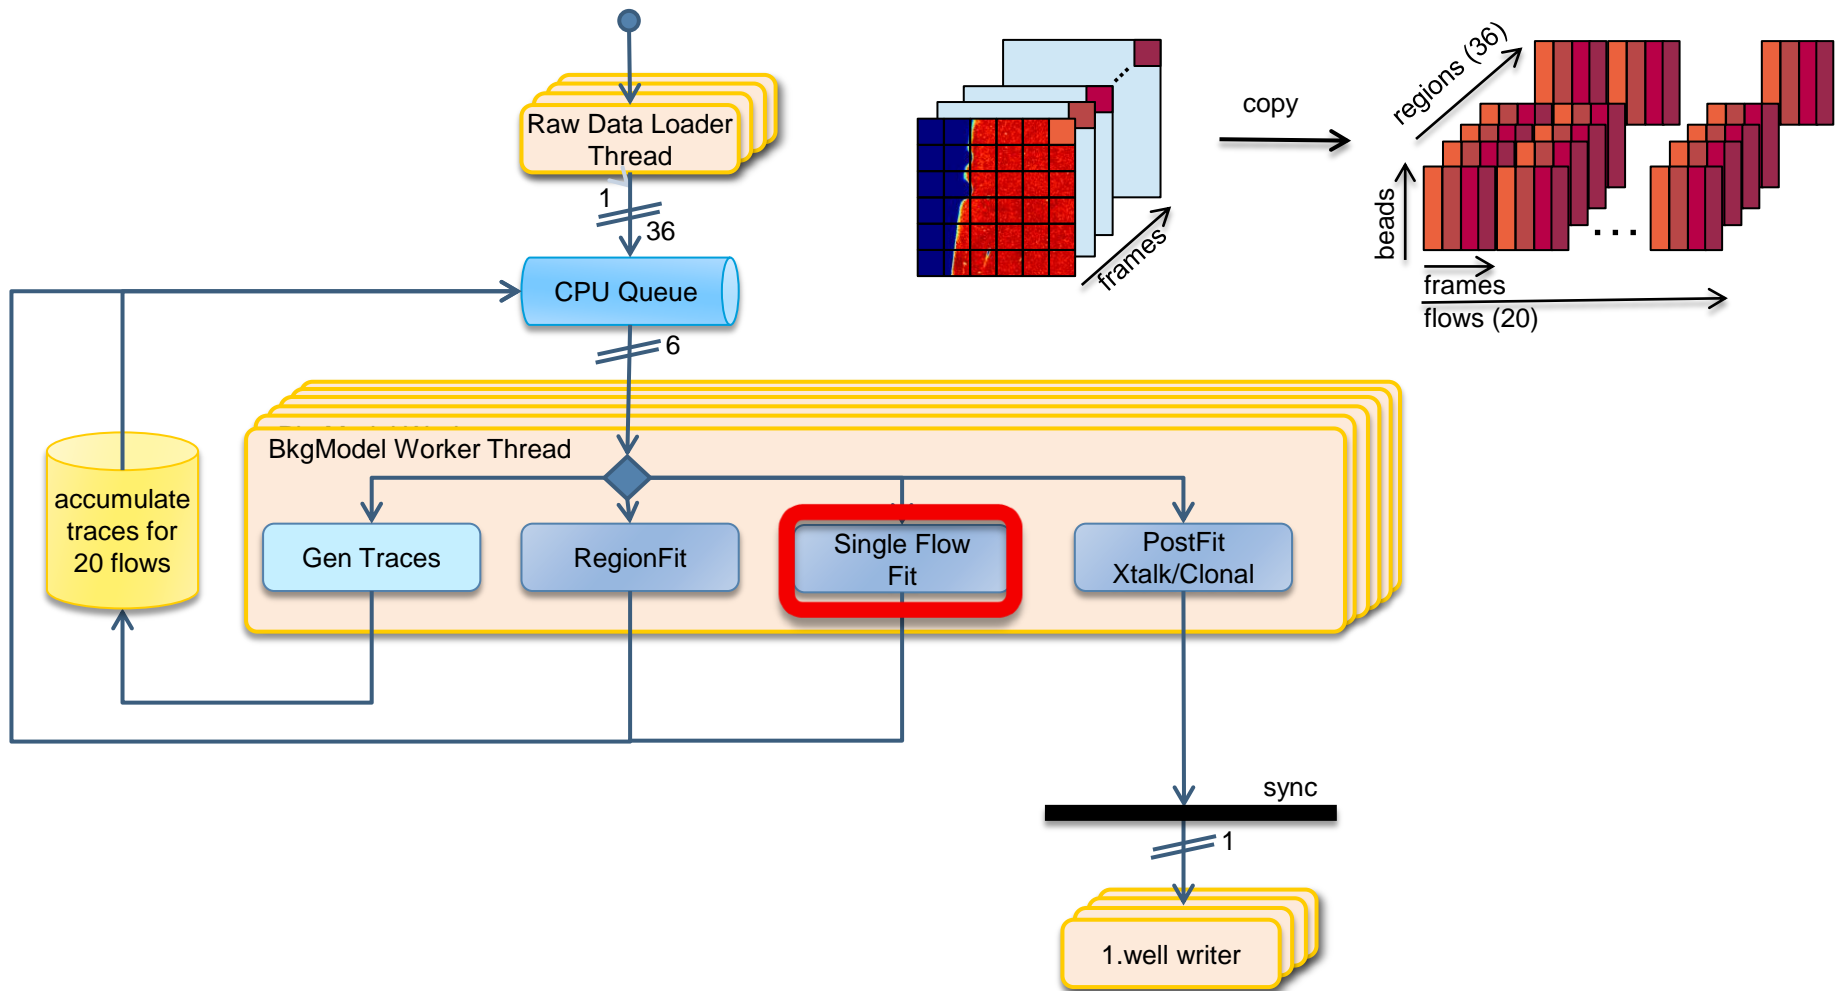 Raw Data Loader
Thread
1
36
CPU Queue
6
copy
frames
regions (36)
beads
frames
flows (20)
BkgModel Worker Thread
accumulate
traces for
20 flows
Gen Traces
RegionFit
Single Flow
Fit
PostFit
Xtalk/Clonal
sync
1
1.well writer